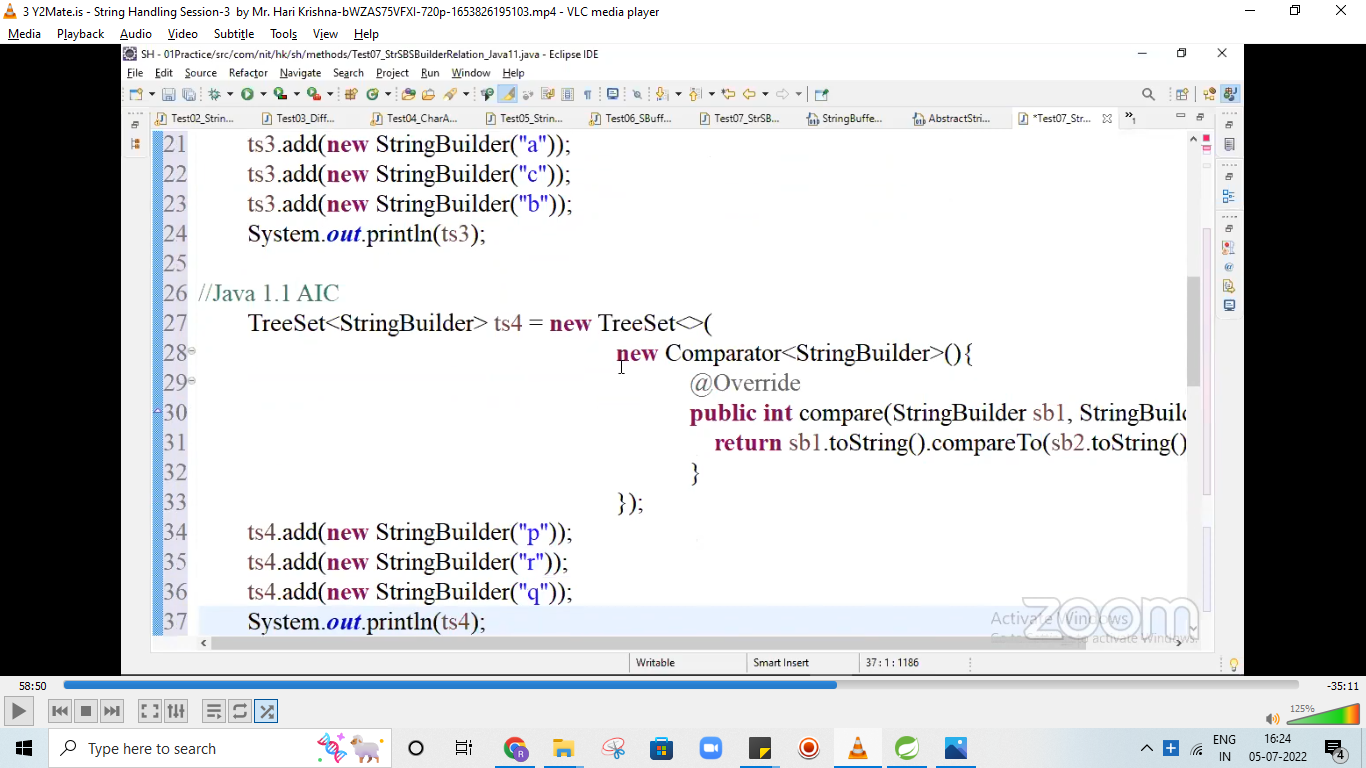 3 Y2Mate.is - String Handling Session-3 by Mr. Hari Krishna-bWZAS75VFXI-720p-1653826195103.mp4 - VLC media player
Media Playback Audio Video Subtitle Tools View Help
SH - 01Practice/src/com/nit/hk/sh/methods/Test07_StrSBSBuilderRelation_Java11.java - Eclipse IDE
File Edit Source Refactor Navigate Search Project Run Window Help
Test02_Strin... Test03_Diff... Test04_CharA... Test05_Strin... Test06_SBuff... Test07_StrSB... StringBuffe... AbstractStri... *Test07_Str... »1
21 ts3.add(new StringBuilder("a"));
22 ts3.add(new StringBuilder("c"));
23 ts3.add(new StringBuilder("b"));
24 System.out.println(ts3);
25
26 //Java 1.1 AIC
27 TreeSet<StringBuilder> ts4 = new TreeSet<>(
28 new Comparator<StringBuilder>(){
29 @Override
30 public int compare(StringBuilder sb1, StringBuild
31 return sb1.toString().compareTo(sb2.toString()
32 }
33 });
34 ts4.add(new StringBuilder("p"));
35 ts4.add(new StringBuilder("r"));
36 ts4.add(new StringBuilder("q"));
37 System.out.println(ts4);
zoom
Activate Windows
Go to Settings to activate Windows.
Writable Smart Insert 37 : 1 : 1186
58:50 -35:11
125%
Type here to search
ENG 16:24
IN 05-07-2022 4